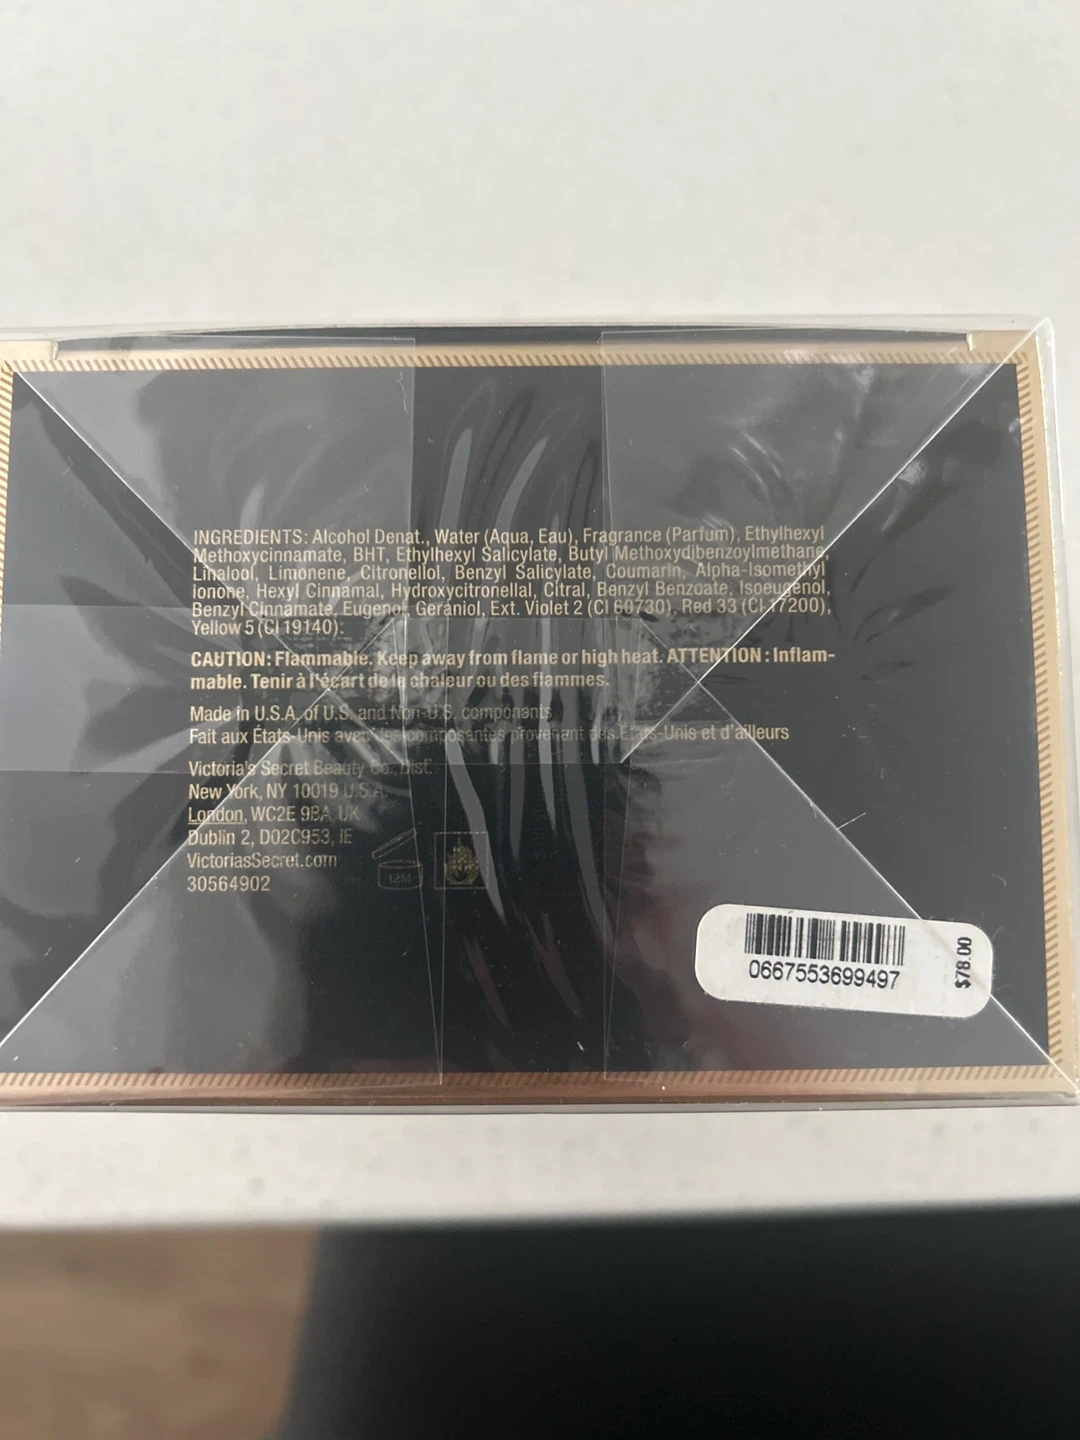 INGREDIENTS: Alcohol Denat., Water (Aqua, Eau), Fragrance (Parfum), Ethylhexyl
Methoxycinnamate, BHT, Ethylhexyl Salicylate, Butyl Methoxydibenzoylmethane,
Linalool, Limonene, Citronellol, Benzyl Salicylate, Coumarin, Alpha-Isomethyl
Ionone, Hexyl Cinnamal, Hydroxycitronellal, Citral, Benzyl Benzoate, Isoeugenol,
Benzyl Cinnamate, Eugenol, Geraniol, Ext. Violet 2 (CI 60730), Red 33 (CI 17200),
Yellow 5 (CI 19140).
CAUTION: Flammable. Keep away from flame or high heat. ATTENTION : Inflam-
mable. Tenir à l'écart de la chaleur ou des flammes.
Made in U.S.A. of U.S. and Non-U.S. components
Fait aux États-Unis avec des composantes provenant des États-Unis et d'ailleurs
Victoria's Secret Beauty Co., Dist.
New York, NY 10019 U.S.A.
London, WC2E 9BA, UK
Dublin 2, D02C953, IE
VictoriasSecret.com
30564902
12M
0667553699497
$78.00